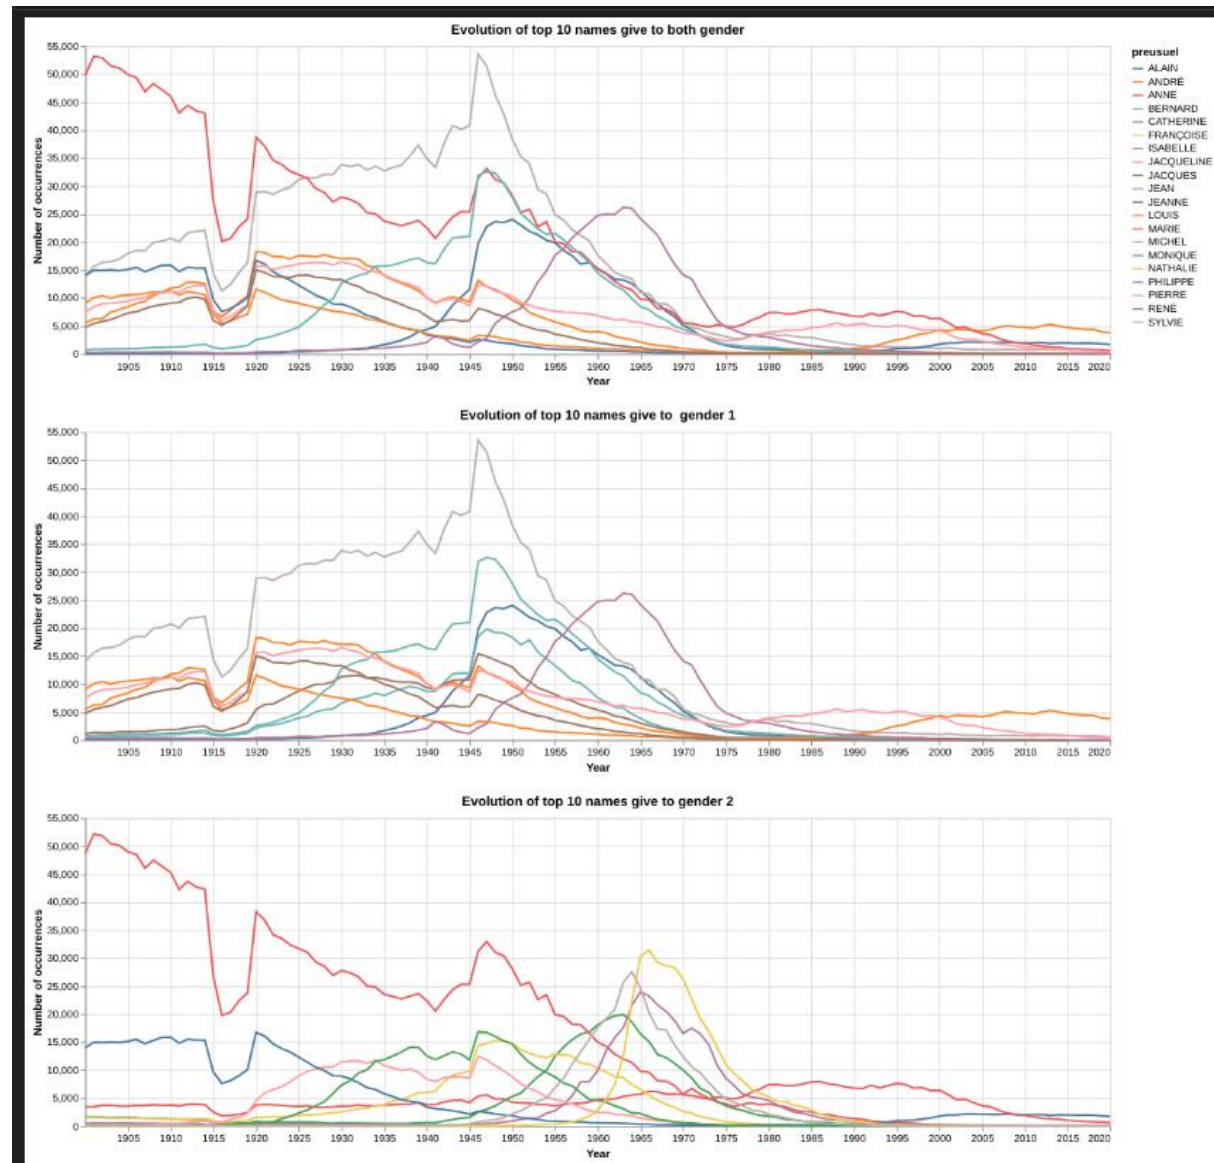 Evolution of top 10 names give to both gender
55,000
50,000
45,000
40,000
35,000
30,000
25,000
20,000
15,000
10,000
5,000
0
Number of occurrences
1905 1910 1915 1920 1925 1930 1935 1940 1945 1950 1955 1960 1965 1970 1975 1980 1985 1990 1995 2000 2005 2010 2015 2020
Year
preusuel
ALAIN
ANDRÉ
ANNE
BERNARD
CATHERINE
FRANÇOISE
ISABELLE
JACQUELINE
JACQUES
JEAN
JEANNE
LOUIS
MARIE
MICHEL
MONIQUE
NATHALIE
PHILIPPE
PIERRE
RENÉ
SYLVIE
Evolution of top 10 names give to gender 1
55,000
50,000
45,000
40,000
35,000
30,000
25,000
20,000
15,000
10,000
5,000
0
Number of occurrences
1905 1910 1915 1920 1925 1930 1935 1940 1945 1950 1955 1960 1965 1970 1975 1980 1985 1990 1995 2000 2005 2010 2015 2020
Year
Evolution of top 10 names give to gender 2
55,000
50,000
45,000
40,000
35,000
30,000
25,000
20,000
15,000
10,000
5,000
0
Number of occurrences
1905 1910 1915 1920 1925 1930 1935 1940 1945 1950 1955 1960 1965 1970 1975 1980 1985 1990 1995 2000 2005 2010 2015 2020
Year